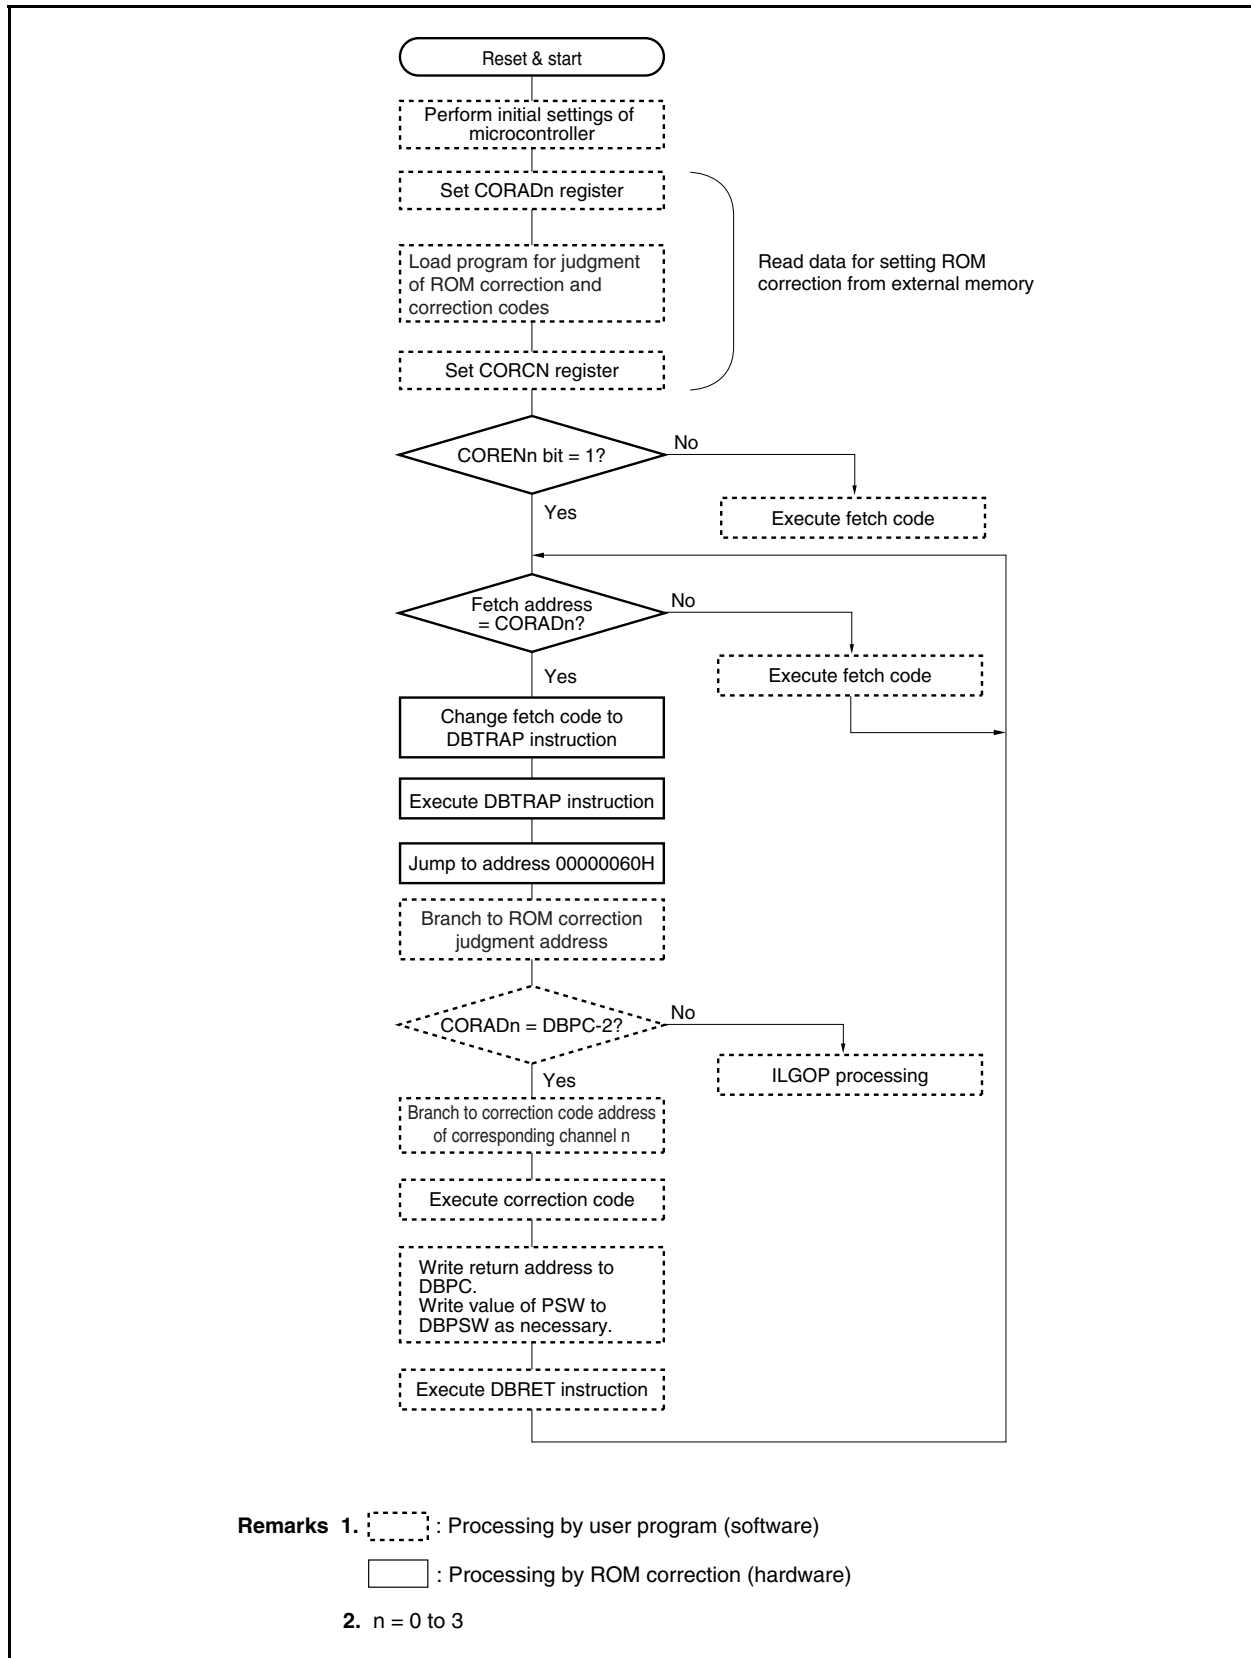 Reset & start
Perform initial settings of
microcontroller
Set CORADn register
Load program for judgment
of ROM correction and
correction codes
Read data for setting ROM
correction from external memory
Set CORCN register
CORENn bit = 1?
No
Yes
Execute fetch code
Fetch address
= CORADn?
No
Yes
Execute fetch code
Change fetch code to
DBTRAP instruction
Execute DBTRAP instruction
Jump to address 00000060H
Branch to ROM correction
judgment address
CORADn = DBPC-2?
No
Yes
ILGOP processing
Branch to correction code address
of corresponding channel n
Execute correction code
Write return address to
DBPC.
Write value of PSW to
DBPSW as necessary.
Execute DBRET instruction
Remarks 1. : Processing by user program (software)
: Processing by ROM correction (hardware)
2. n = 0 to 3